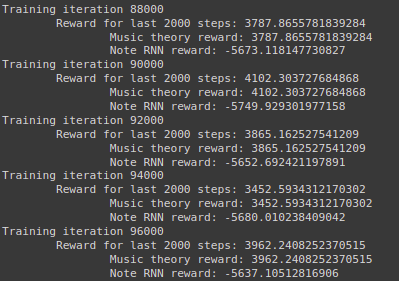 Training iteration 88000
Reward for last 2000 steps: 3787.8655781839284
Music theory reward: 3787.8655781839284
Note RNN reward: -5673.118147730827
Training iteration 90000
Reward for last 2000 steps: 4102.303727684868
Music theory reward: 4102.303727684868
Note RNN reward: -5749.929301977158
Training iteration 92000
Reward for last 2000 steps: 3865.162527541209
Music theory reward: 3865.162527541209
Note RNN reward: -5652.692421197891
Training iteration 94000
Reward for last 2000 steps: 3452.5934312170302
Music theory reward: 3452.5934312170302
Note RNN reward: -5680.010238409042
Training iteration 96000
Reward for last 2000 steps: 3962.2408252370515
Music theory reward: 3962.2408252370515
Note RNN reward: -5637.10512816906